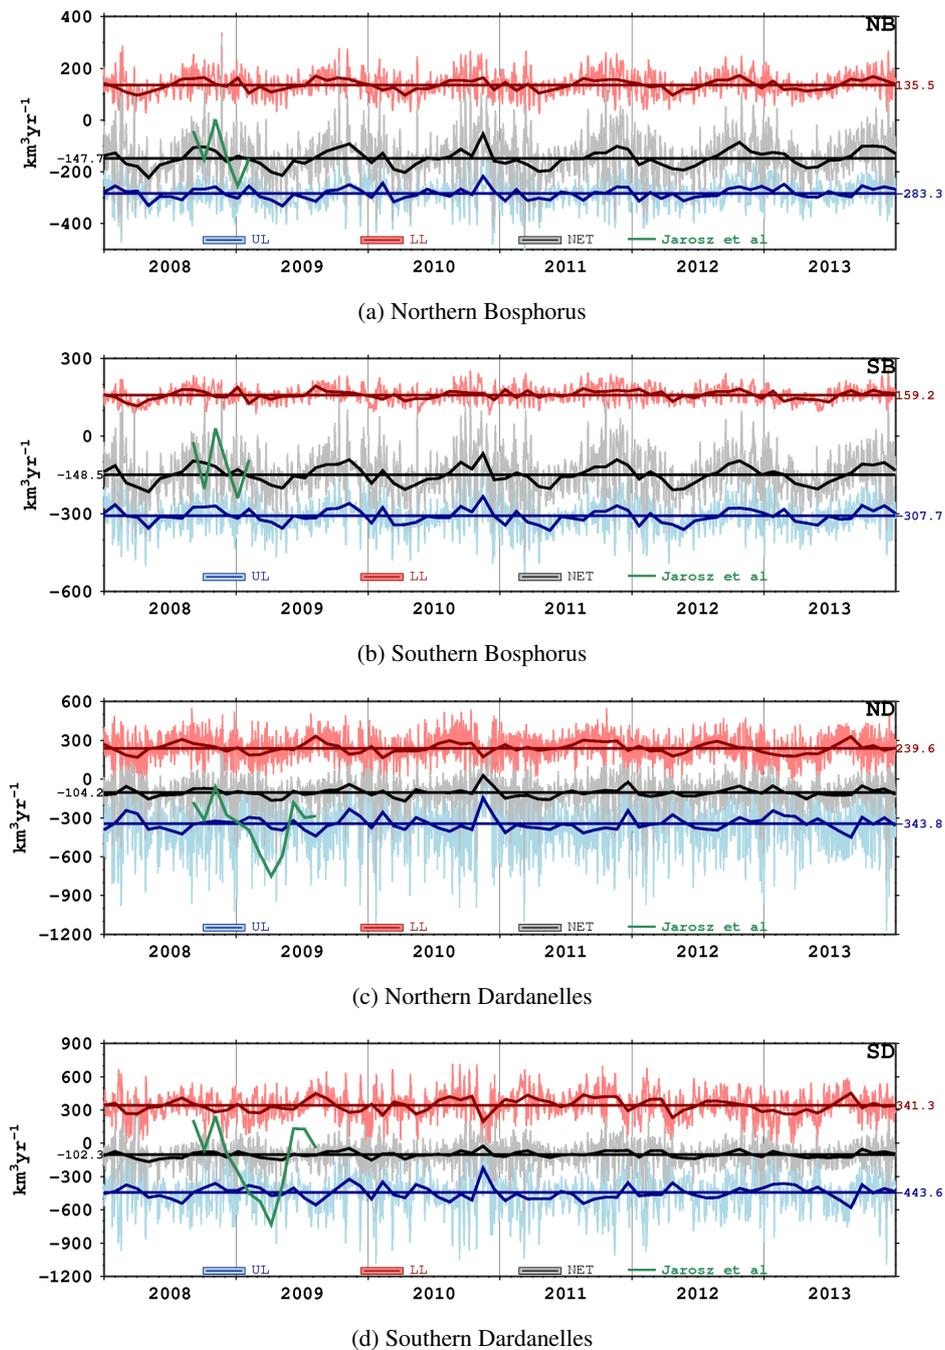 NB
400
200
0
-147.7
-200
-400
km³yr⁻¹
135.5
-283.3
UL LL NET Jarosz et al
2008 2009 2010 2011 2012 2013
(a) Northern Bosphorus
SB
300
0
-148.5
-300
-600
km³yr⁻¹
159.2
-307.7
UL LL NET Jarosz et al
2008 2009 2010 2011 2012 2013
(b) Southern Bosphorus
ND
600
300
0
-104.2
-300
-600
-900
-1200
km³yr⁻¹
239.6
-343.8
UL LL NET Jarosz et al
2008 2009 2010 2011 2012 2013
(c) Northern Dardanelles
SD
900
600
300
0
-102.3
-300
-600
-900
-1200
km³yr⁻¹
341.3
-443.6
UL LL NET Jarosz et al
2008 2009 2010 2011 2012 2013
(d) Southern Dardanelles